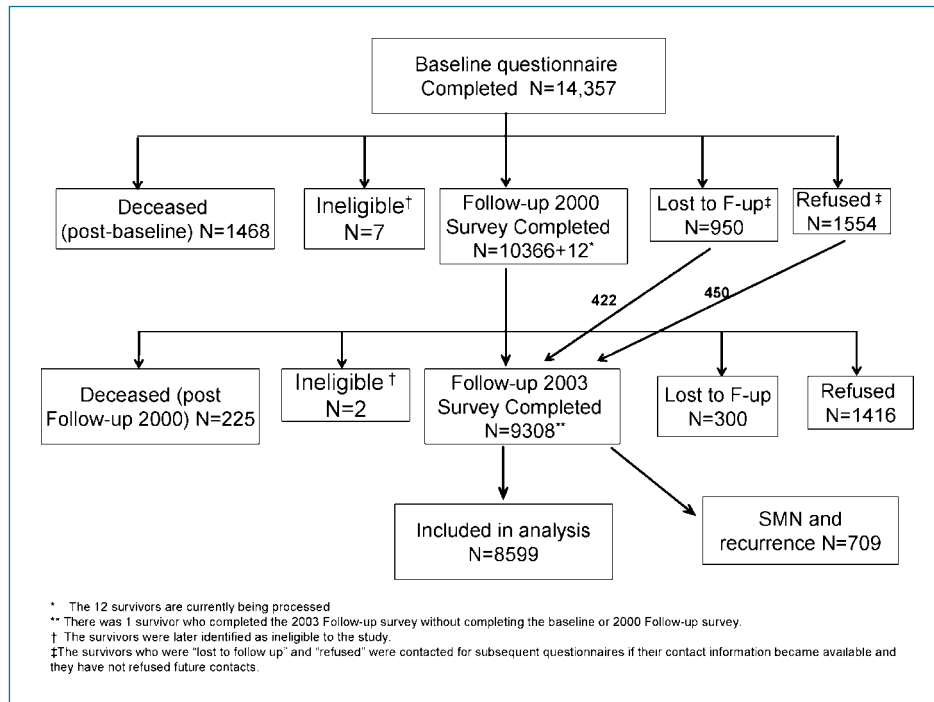 Baseline questionnaire
Completed N=14,357
Deceased
(post-baseline) N=1468
Ineligible†
N=7
Follow-up 2000
Survey Completed
N=10366+12*
Lost to F-up‡
N=950
Refused ‡
N=1554
422
450
Deceased (post
Follow-up 2000) N=225
Ineligible †
N=2
Follow-up 2003
Survey Completed
N=9308**
Lost to F-up
N=300
Refused
N=1416
Included in analysis
N=8599
SMN and
recurrence N=709
* The 12 survivors are currently being processed
** There was 1 survivor who completed the 2003 Follow-up survey without completing the baseline or 2000 Follow-up survey.
† The survivors were later identified as ineligible to the study.
‡The survivors who were "lost to follow up" and "refused" were contacted for subsequent questionnaires if their contact information became available and
they have not refused future contacts.